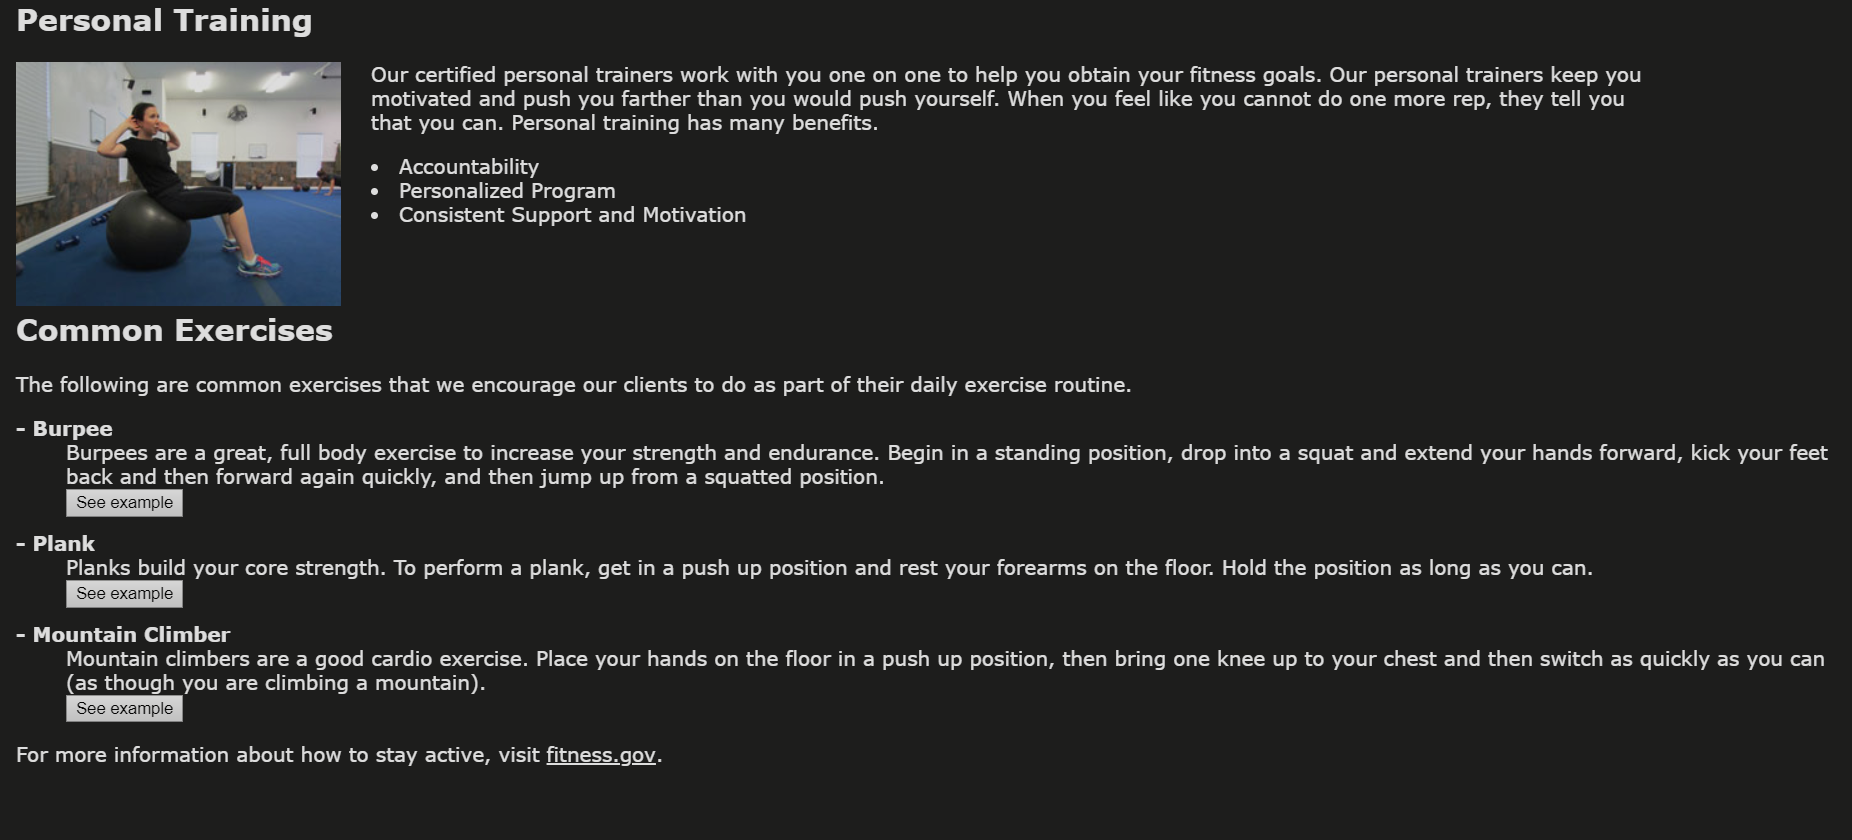 Personal Training
Our certified personal trainers work with you one on one to help you obtain your fitness goals. Our personal trainers keep you
motivated and push you farther than you would push yourself. When you feel like you cannot do one more rep, they tell you
that you can. Personal training has many benefits.
• Accountability
• Personalized Program
• Consistent Support and Motivation
Common Exercises
The following are common exercises that we encourage our clients to do as part of their daily exercise routine.
- Burpee
Burpees are a great, full body exercise to increase your strength and endurance. Begin in a standing position, drop into a squat and extend your hands forward, kick your feet
back and then forward again quickly, and then jump up from a squatted position.
See example
- Plank
Planks build your core strength. To perform a plank, get in a push up position and rest your forearms on the floor. Hold the position as long as you can.
See example
- Mountain Climber
Mountain climbers are a good cardio exercise. Place your hands on the floor in a push up position, then bring one knee up to your chest and then switch as quickly as you can
(as though you are climbing a mountain).
See example
For more information about how to stay active, visit fitness.gov.